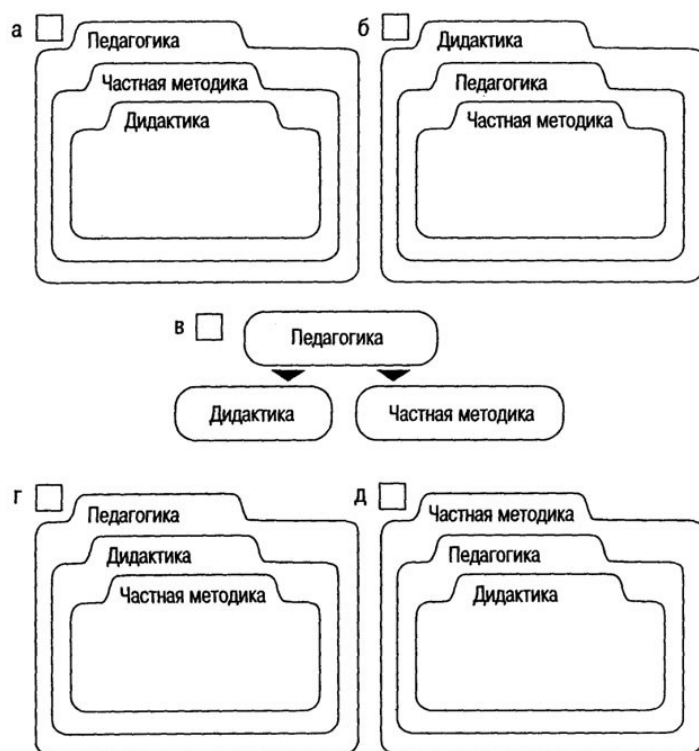 а
Педагогика
Частная методика
Дидактика
б
Дидактика
Педагогика
Частная методика
в
Педагогика
Дидактика
Частная методика
г
Педагогика
Дидактика
Частная методика
д
Частная методика
Педагогика
Дидактика